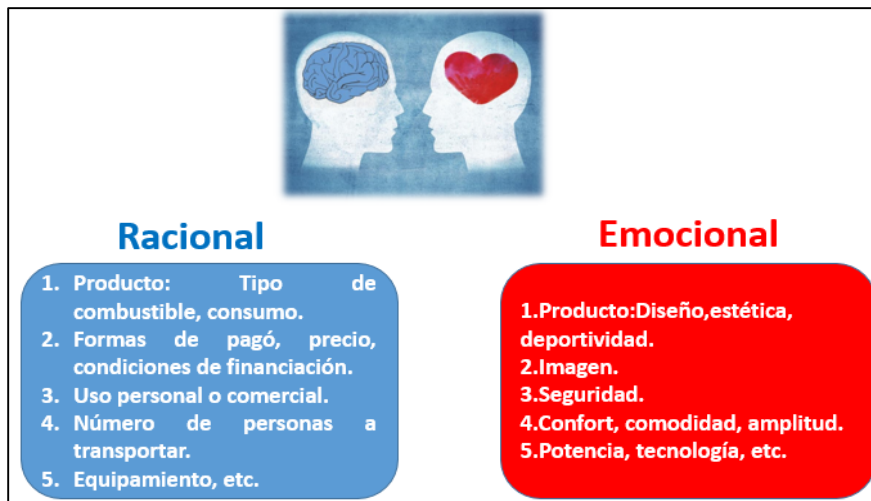 Racional
1. Producto: Tipo de
combustible, consumo.
2. Formas de pagó, precio,
condiciones de financiación.
3. Uso personal o comercial.
4. Número de personas a
transportar.
5. Equipamiento, etc.
Emocional
1.Producto:Diseño,estética,
deportividad.
2.Imagen.
3.Seguridad.
4.Confort, comodidad, amplitud.
5.Potencia, tecnología, etc.